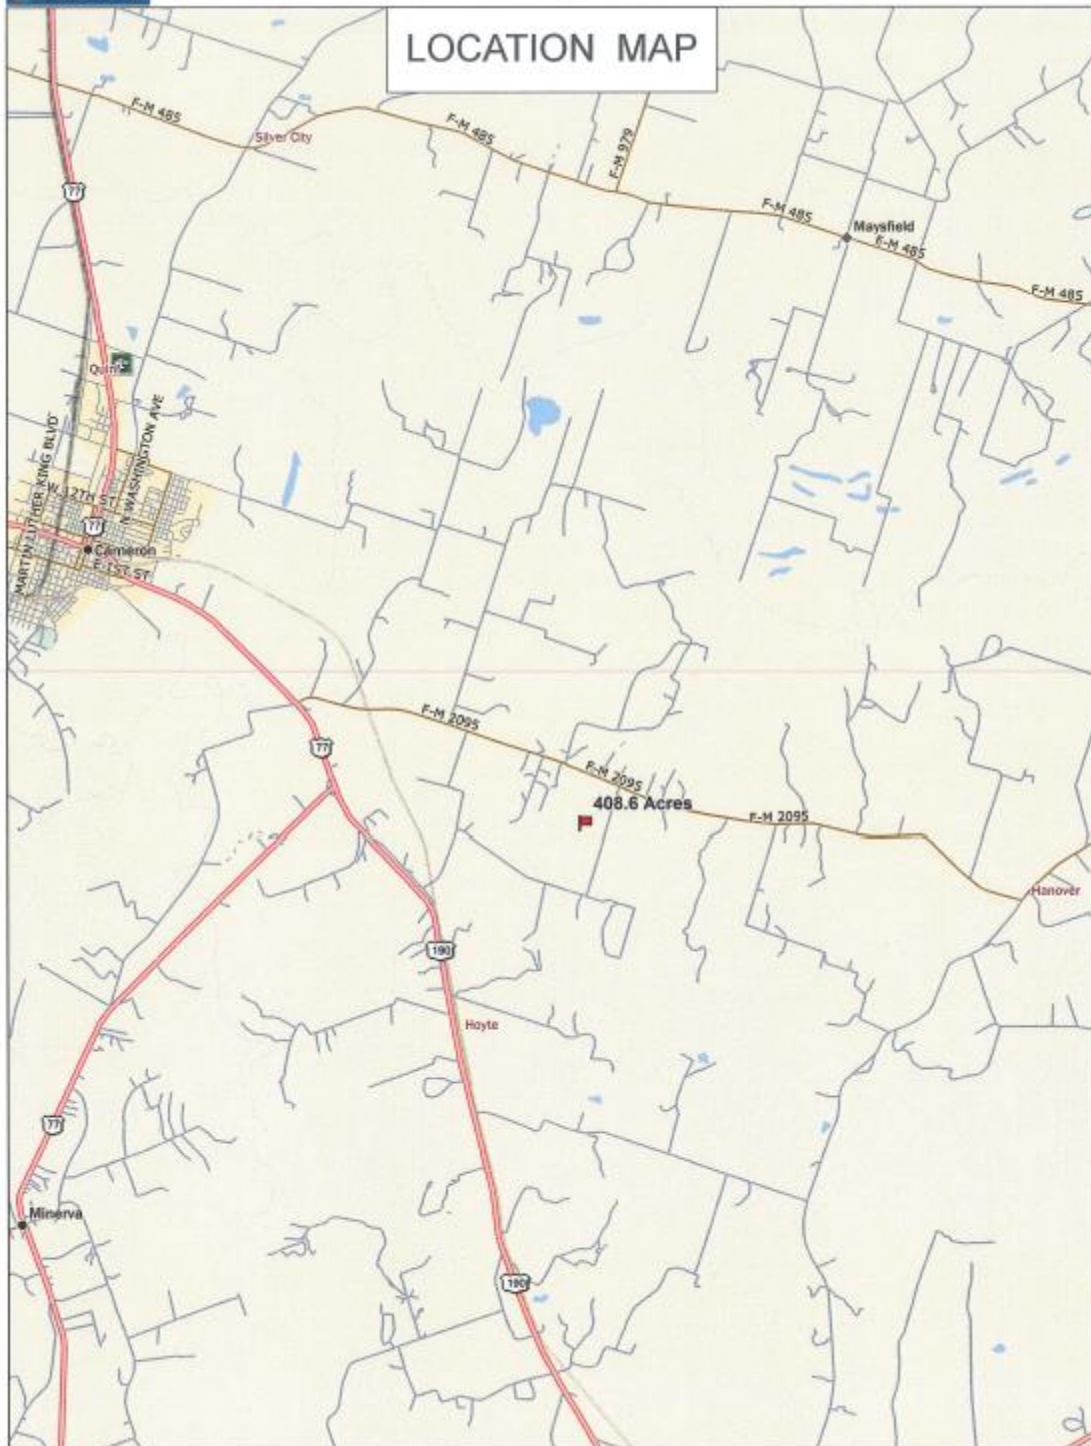 LOCATION MAP
F-M 485
Silver City
F-M 485
F-M 979
77
F-M 485
Maysfield
F-M 485
F-M 485
MARTIN LUTHER KING BLVD
N WASHINGTON AVE
W 12TH ST
77
Cameron
E 1ST ST
F-M 2095
77
F-M 2095
408.6 Acres
F-M 2095
Hanover
190
Hoyte
77
Minerva
190